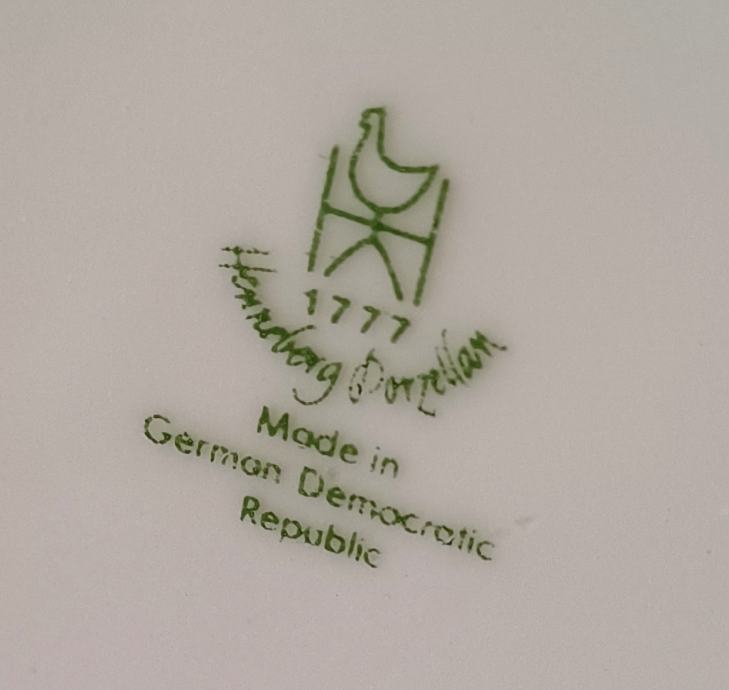 1777
Henneberg Porzellan
Made in
German Democratic
Republic